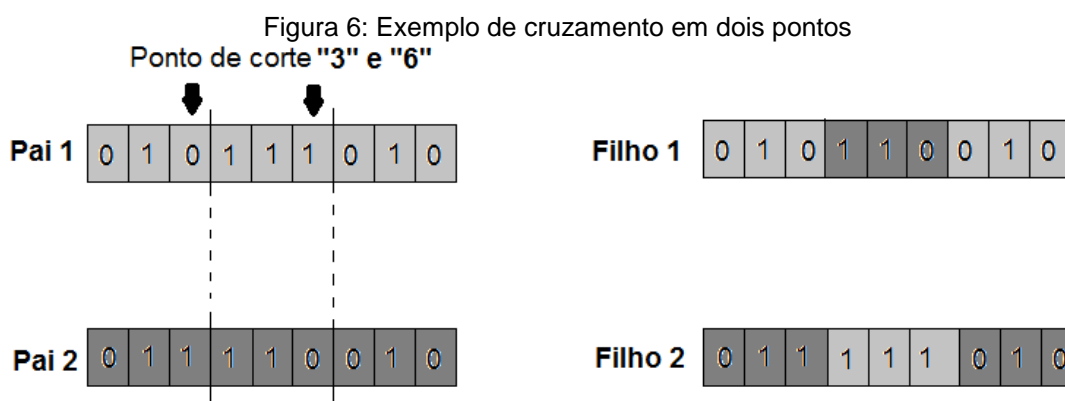 Figura 6: Exemplo de cruzamento em dois pontos
Ponto de corte "3" e "6"
Pai 1 0 1 0 1 1 1 0 1 0
Filho 1 0 1 0 1 1 0 0 1 0
Pai 2 0 1 1 1 1 0 0 1 0
Filho 2 0 1 1 1 1 1 0 1 0